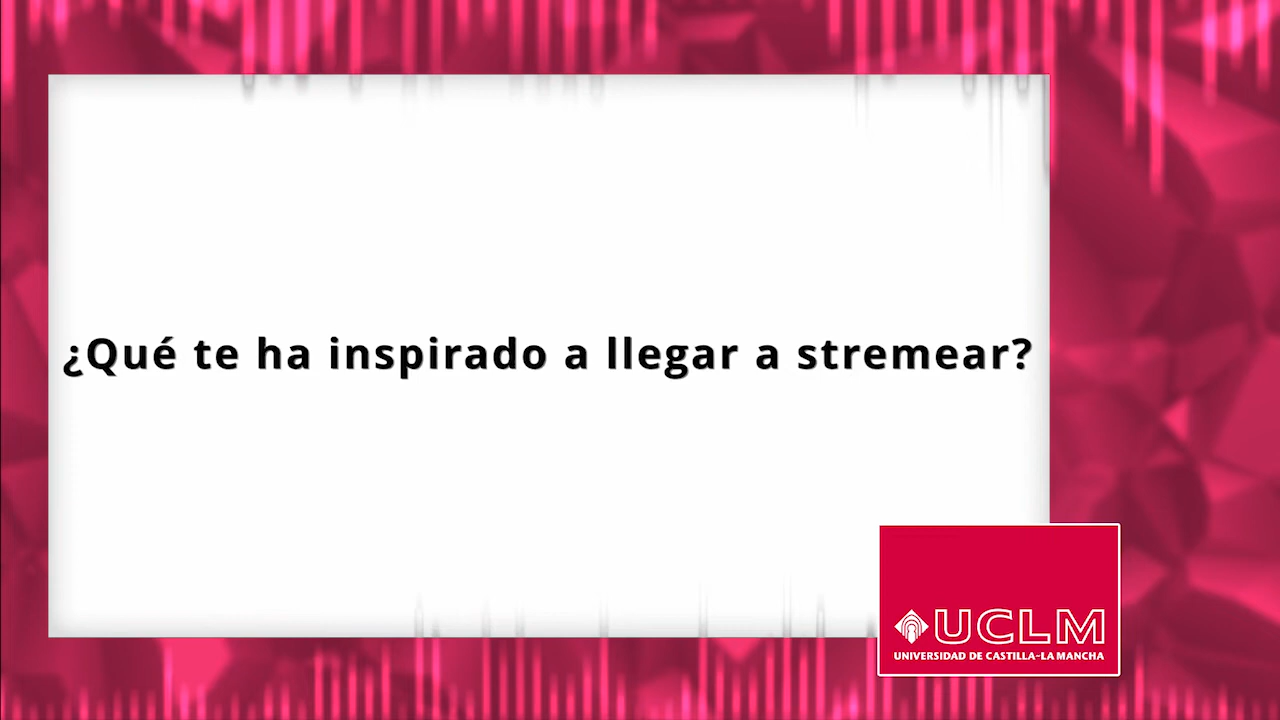 ¿Qué te ha inspirado a llegar a stremear?
UCLM
UNIVERSIDAD DE CASTILLA-LA MANCHA